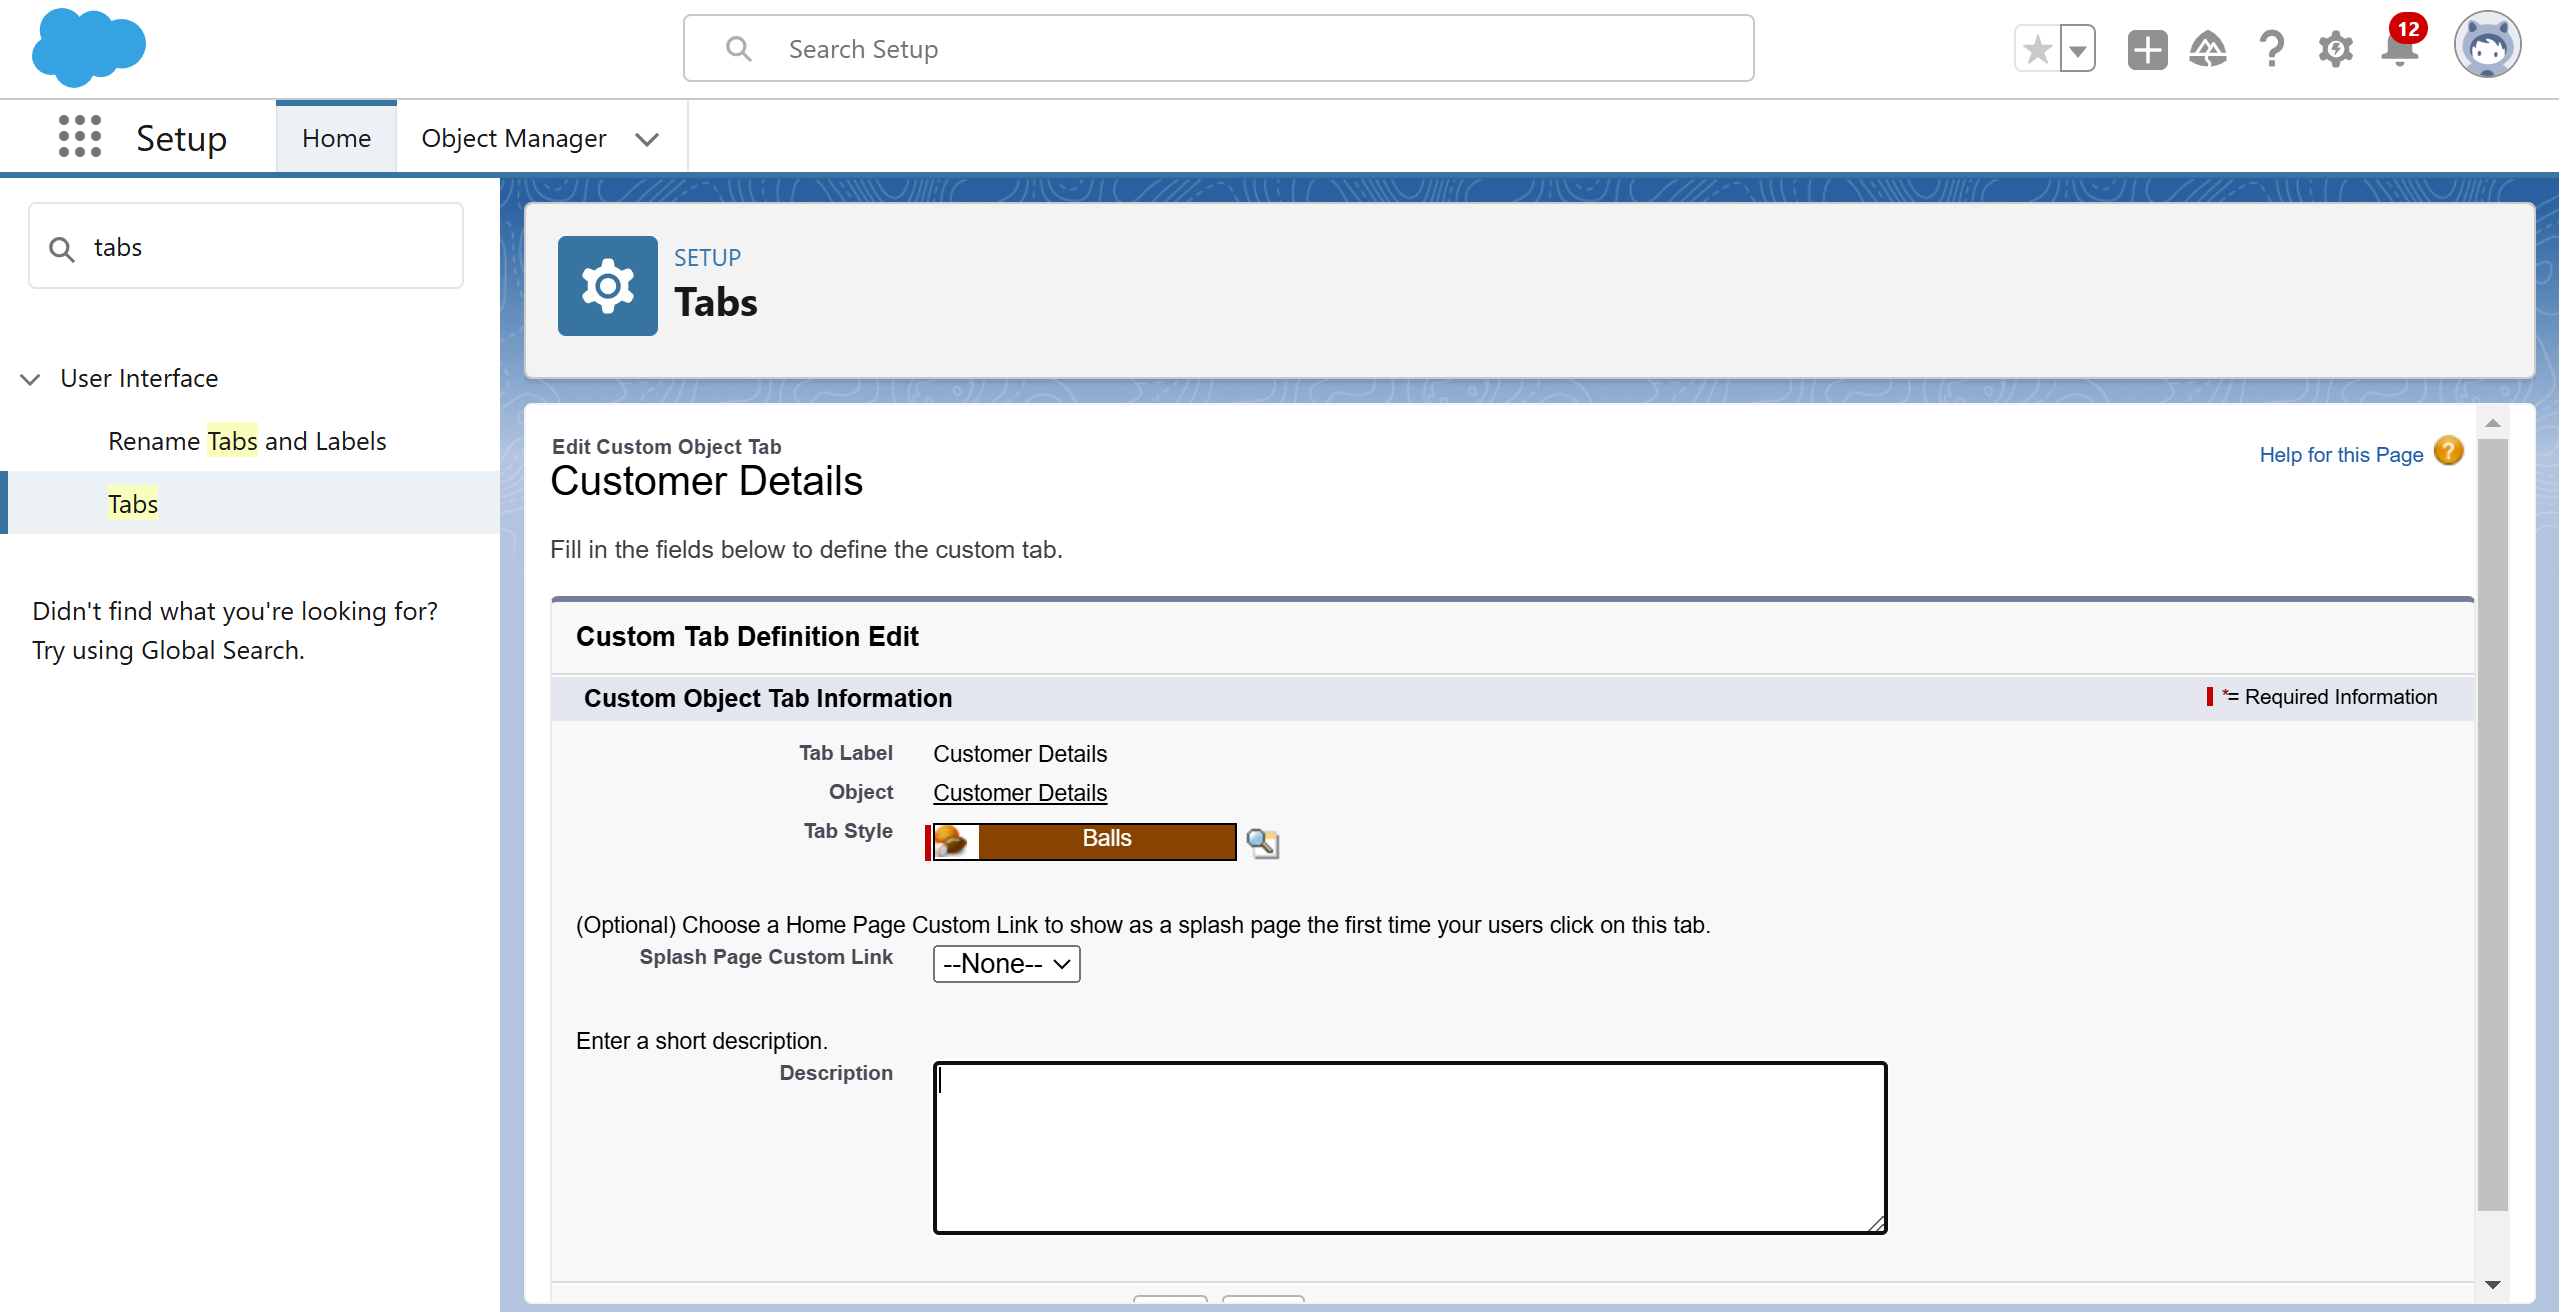 Search Setup
12
Setup
Home
Object Manager
tabs
SETUP
Tabs
User Interface
Rename Tabs and Labels
Tabs
Didn't find what you're looking for?
Try using Global Search.
Edit Custom Object Tab
Customer Details
Help for this Page
Fill in the fields below to define the custom tab.
Custom Tab Definition Edit
Custom Object Tab Information
*= Required Information
Tab Label Customer Details
Object Customer Details
Tab Style Balls
(Optional) Choose a Home Page Custom Link to show as a splash page the first time your users click on this tab.
Splash Page Custom Link --None--
Enter a short description.
Description